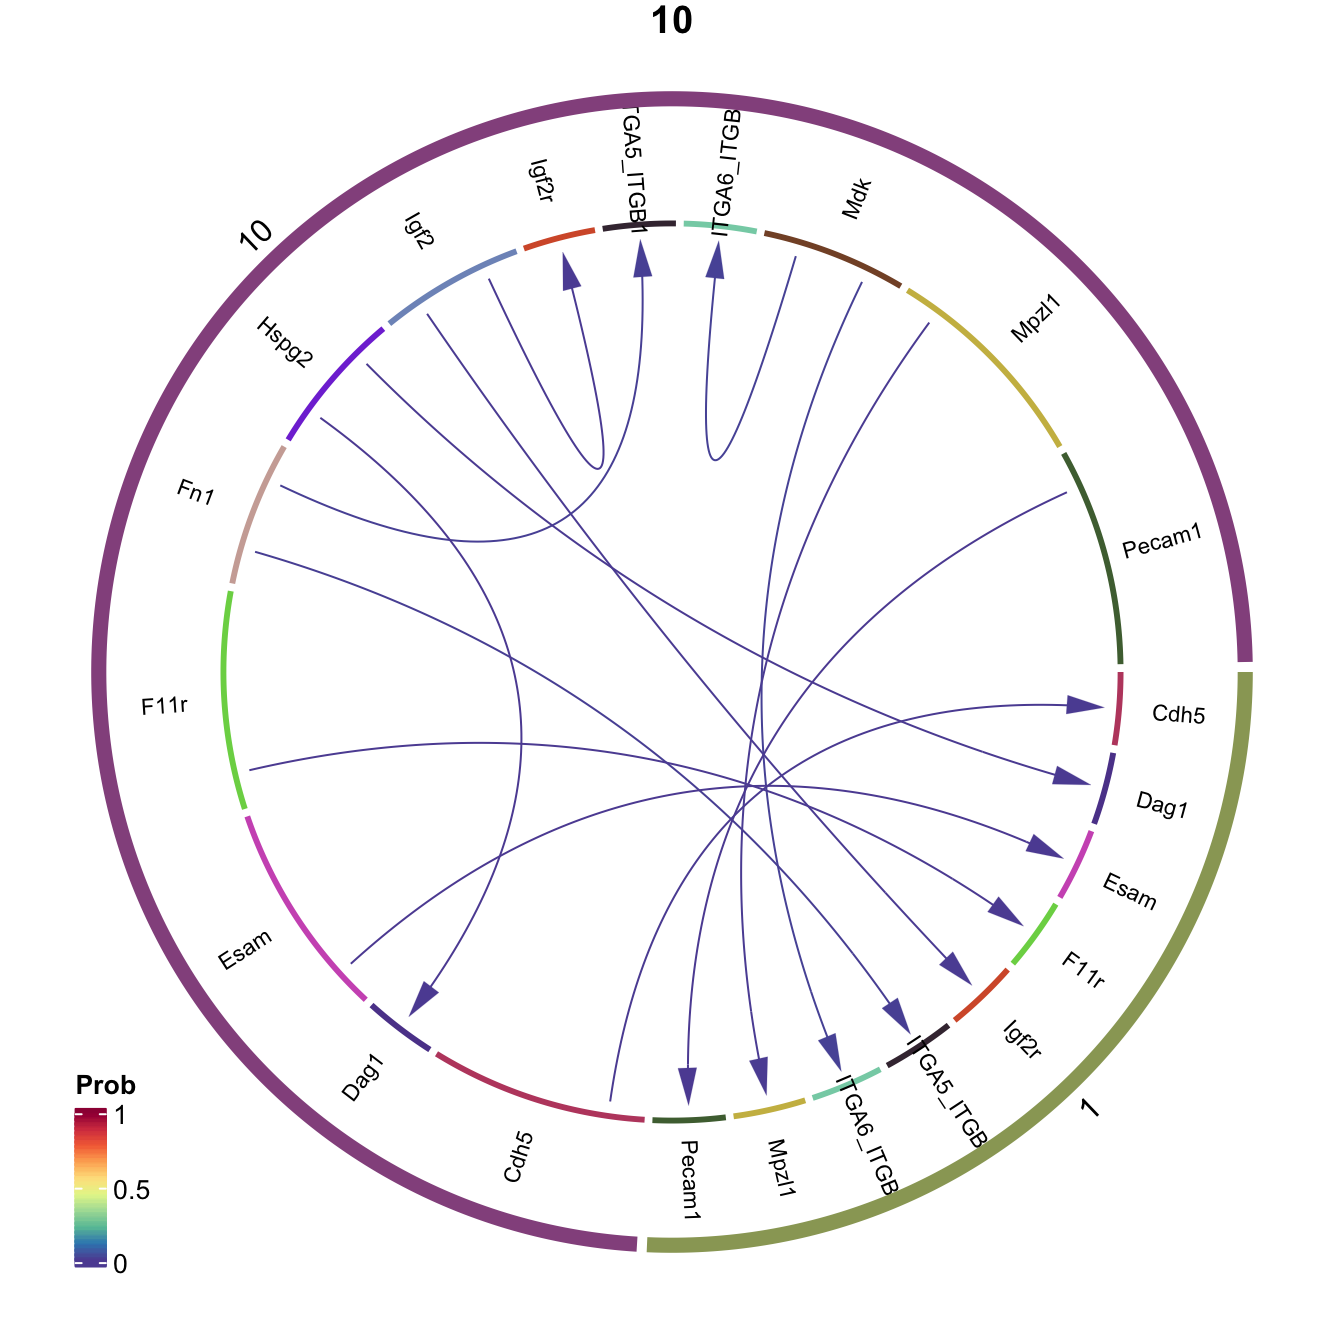 10
10
Igf2
Igf2r
TGA5_ITGB1
ITGA6_ITGB
Mdk
Mpzl1
Pecam1
Hspg2
Fn1
F11r
Esam
Dag1
Cdh5
Cdh5
Dag1
Esam
F11r
Igf2r
ITGA5_ITGB
ITGA6_ITGB
Mpzl1
Pecam1
1
Prob
1
0.5
0